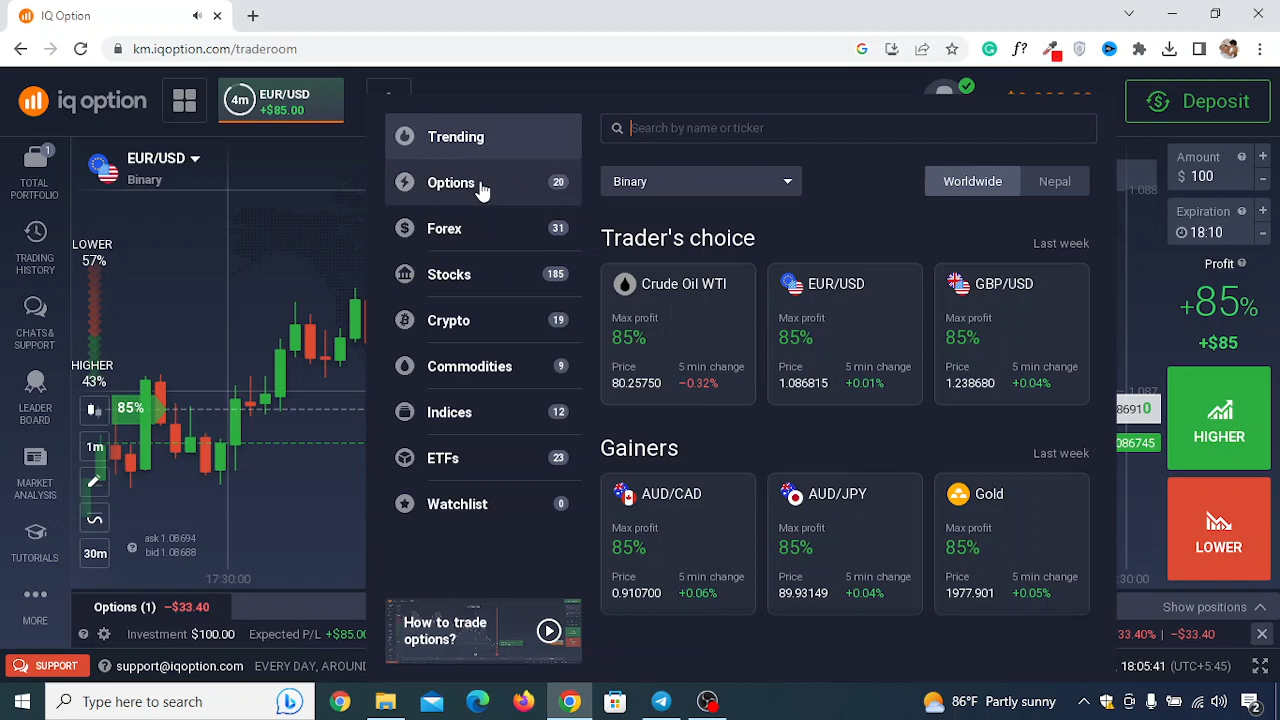 IQ Option
km.iqoption.com/traderoom
f?
iq option
4m
EUR/USD
+$85.00
Deposit
1
TOTAL
PORTFOLIO
TRADING
HISTORY
CHATS &
SUPPORT
LEADER
BOARD
MARKET
ANALYSIS
TUTORIALS
MORE
EUR/USD
Binary
LOWER
57%
HIGHER
43%
85%
1m
30m
ask 1.08694
bid 1.08688
17:30:00
Trending
Options 20
Forex 31
Stocks 185
Crypto 19
Commodities 9
Indices 12
ETFs 23
Watchlist 0
How to trade
options?
Search by name or ticker
Binary
Worldwide Nepal
Trader's choice
Last week
Crude Oil WTI
Max profit
85%
Price 5 min change
80.25750 −0.32%
EUR/USD
Max profit
85%
Price 5 min change
1.086815 +0.01%
GBP/USD
Max profit
85%
Price 5 min change
1.238680 +0.04%
Gainers
Last week
AUD/CAD
Max profit
85%
Price 5 min change
0.910700 +0.06%
AUD/JPY
Max profit
85%
Price 5 min change
89.93149 +0.04%
Gold
Max profit
85%
Price 5 min change
1977.901 +0.05%
1.088
1.087
86910
086745
:30:00
Amount
$ 100
Expiration
18:10
Profit
+85%
+$85
HIGHER
LOWER
Options (1) −$33.40
Show positions
Investment $100.00 Expected P/L +$85.00
33.40% −$33.40
SUPPORT
support@iqoption.com EVERY DAY, AROUND
18:05:41 (UTC+5:45)
Type here to search
86°F Partly sunny
2